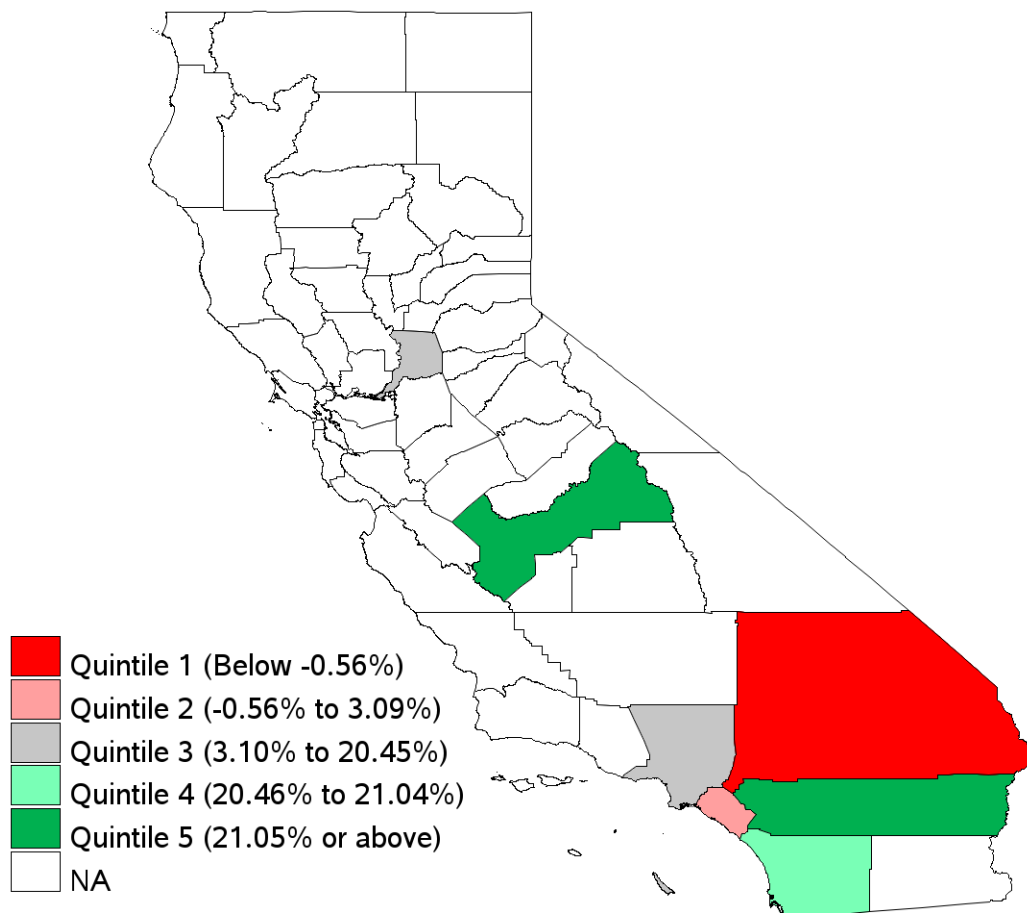 Quintile 1 (Below -0.56%)
Quintile 2 (-0.56% to 3.09%)
Quintile 3 (3.10% to 20.45%)
Quintile 4 (20.46% to 21.04%)
Quintile 5 (21.05% or above)
NA